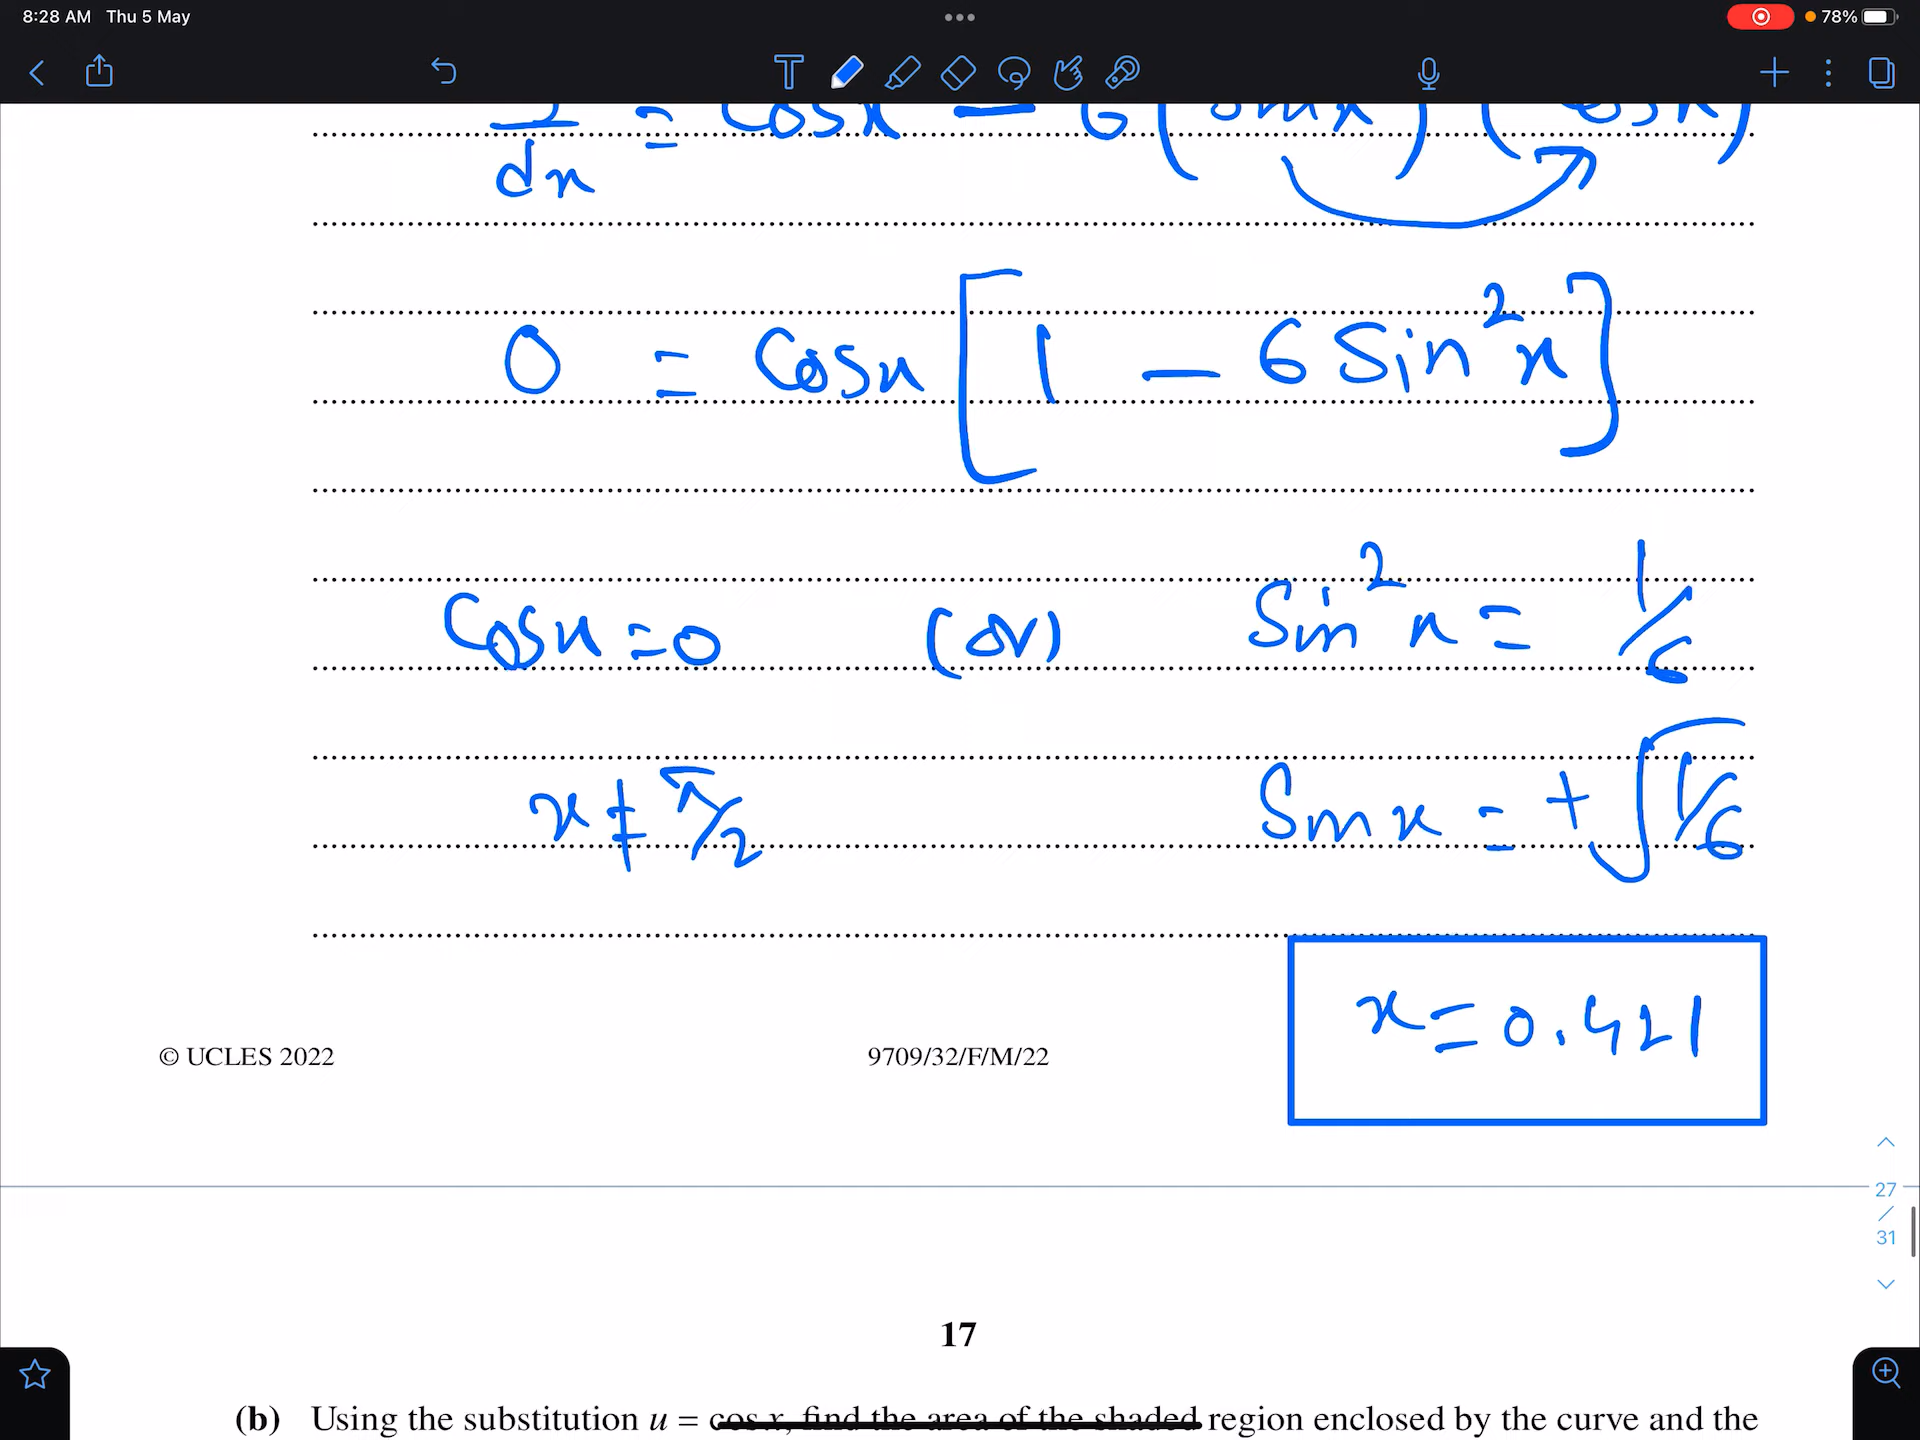 8:28 AM Thu 5 May
78%
dx = Cosx − 6 (Sinx) (Cosx)
0 = Cosx [1 − 6 Sin²x]
Cosx = 0 (or) Sin²x = 1/6
x ≠ π/2 Sinx = + √1/6
x = 0.421
© UCLES 2022 9709/32/F/M/22
27
/
31
17
(b) Using the substitution u = cos x, find the area of the shaded region enclosed by the curve and the